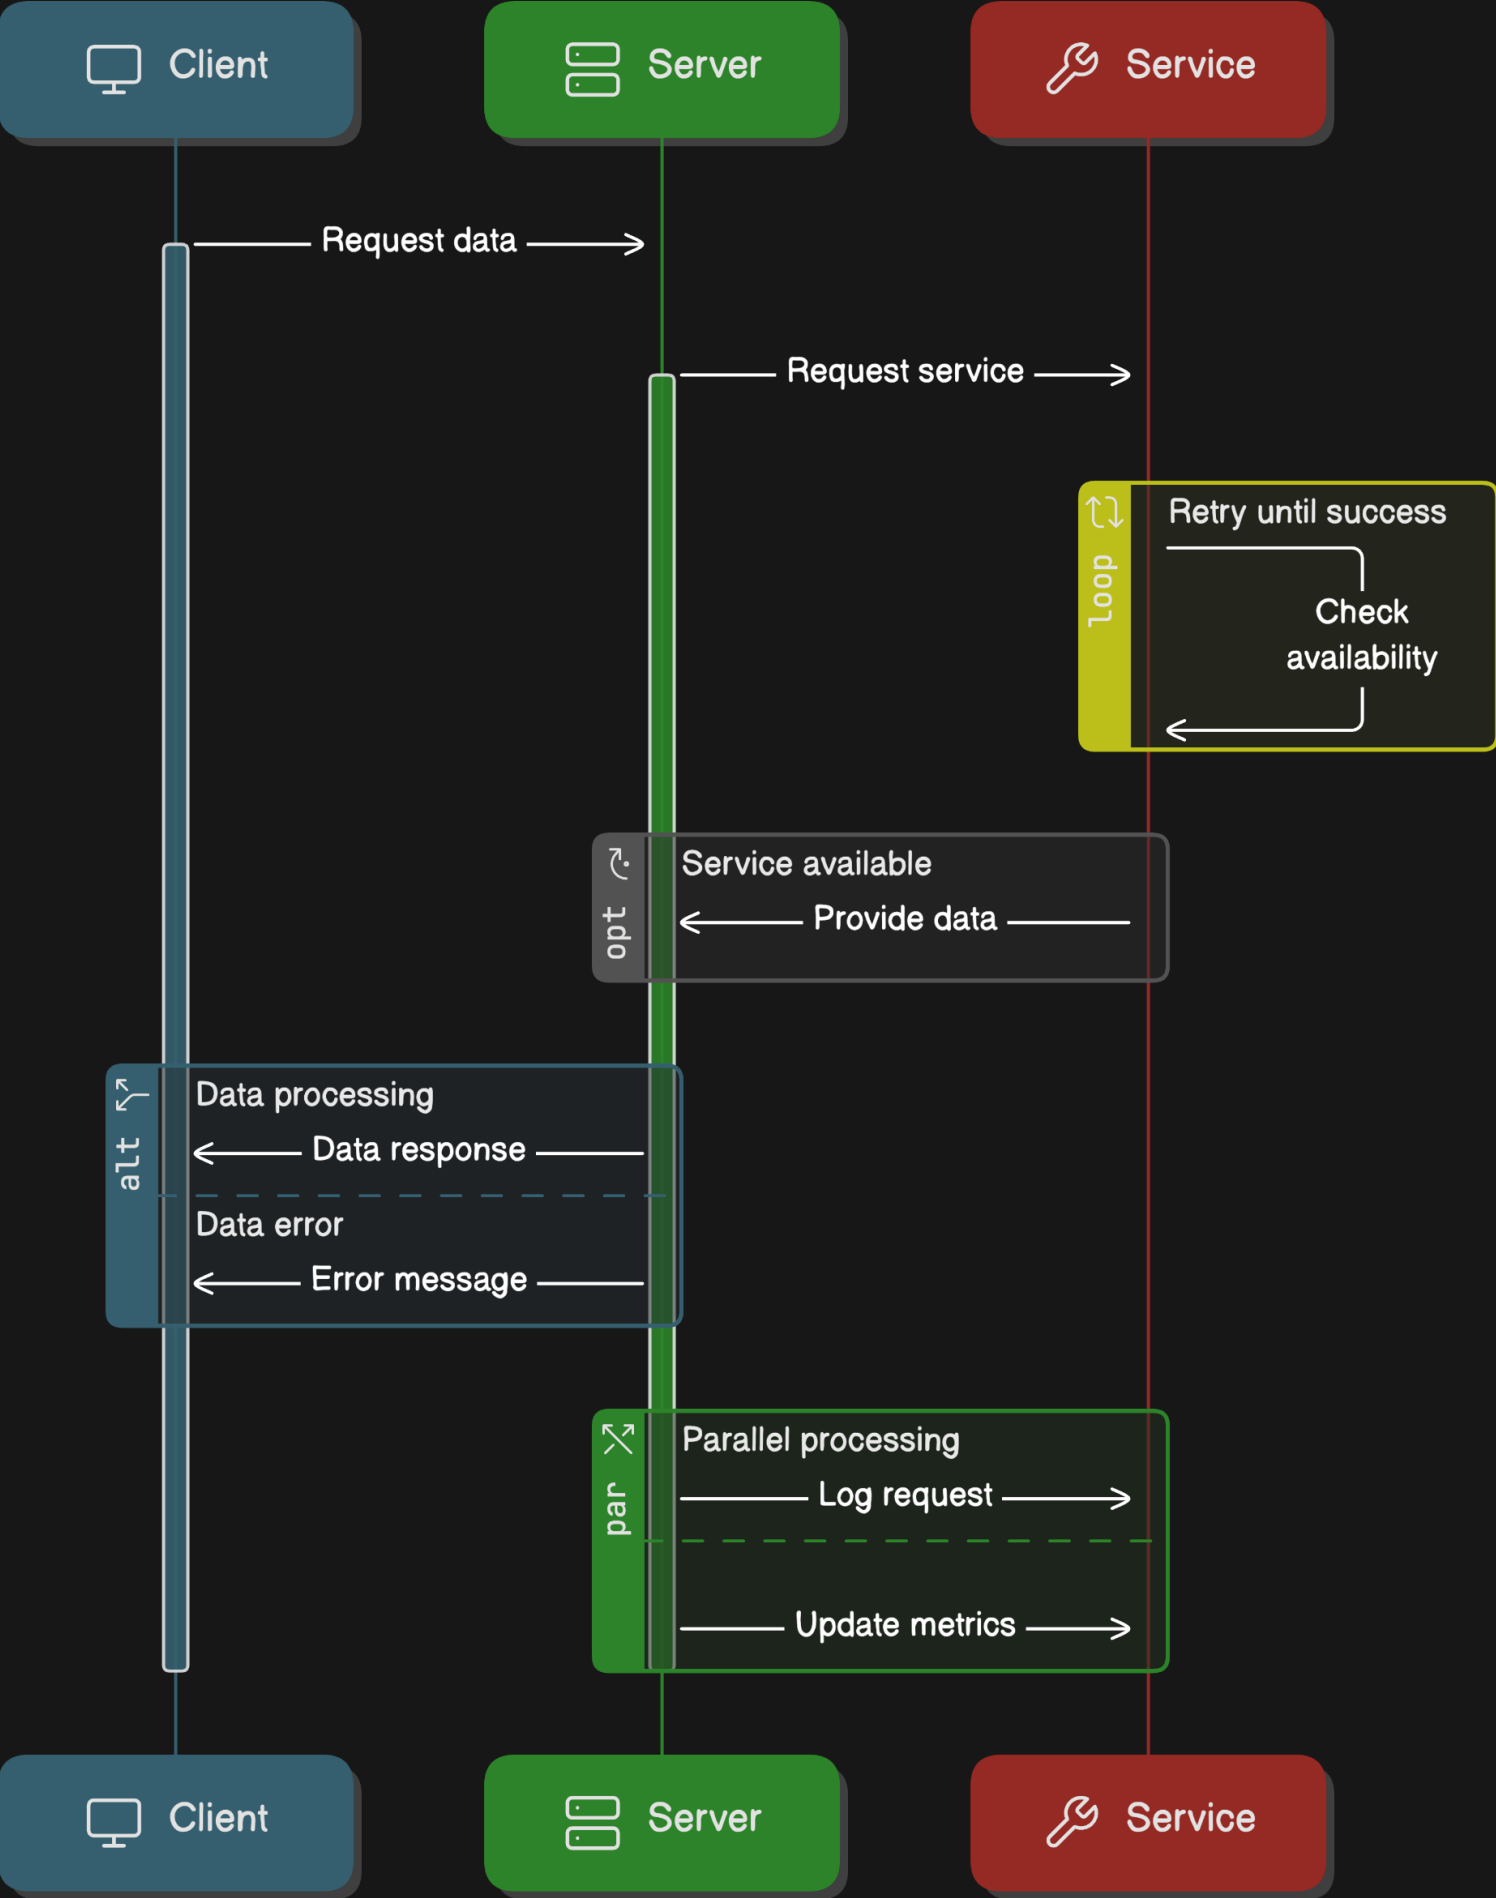 Client
Server
Service
Request data
Request service
loop
Retry until success
Check
availability
opt
Service available
Provide data
alt
Data processing
Data response
Data error
Error message
par
Parallel processing
Log request
Update metrics
Client
Server
Service